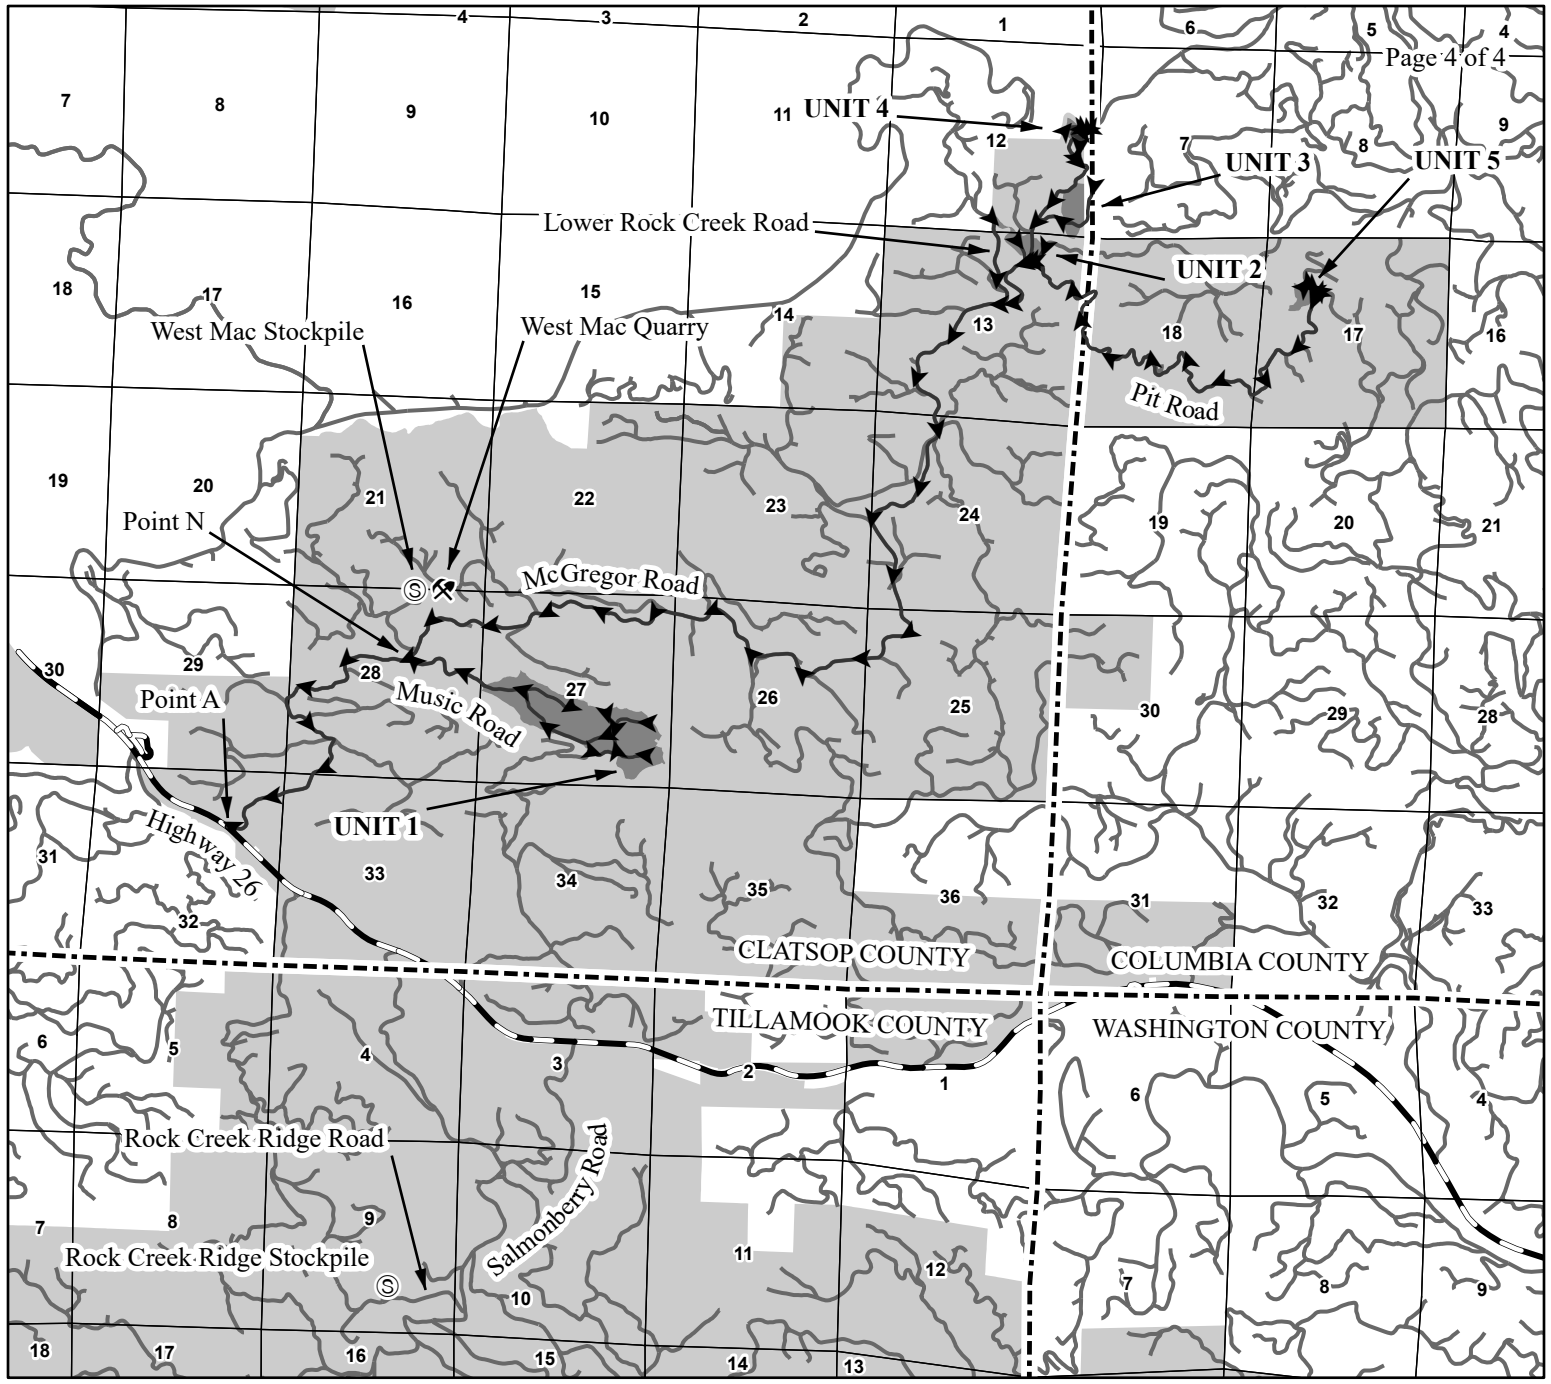 4 3 2 1 6 5 4
Page 4 of 4
7 8 9 10 11 UNIT 4 12 7 8 9
UNIT 3 UNIT 5
Lower Rock Creek Road
UNIT 2
18 17 16 15 14 13 18 17 16
West Mac Stockpile West Mac Quarry
Pit Road
19 20 21 22 23 24 19 20 21
Point N
Ⓢ
McGregor Road
30 29 28 27 26 25 30 29 28
Point A
Music Road
UNIT 1
Highway 26
31 32 33 34 35 36 31 32 33
CLATSOP COUNTY COLUMBIA COUNTY
TILLAMOOK COUNTY WASHINGTON COUNTY
6 5 4 3 2 1 6 5 4
Rock Creek Ridge Road
Salmonberry Road
7 8 9 10 11 12 7 8 9
Rock Creek Ridge Stockpile
Ⓢ
18 17 16 15 14 13